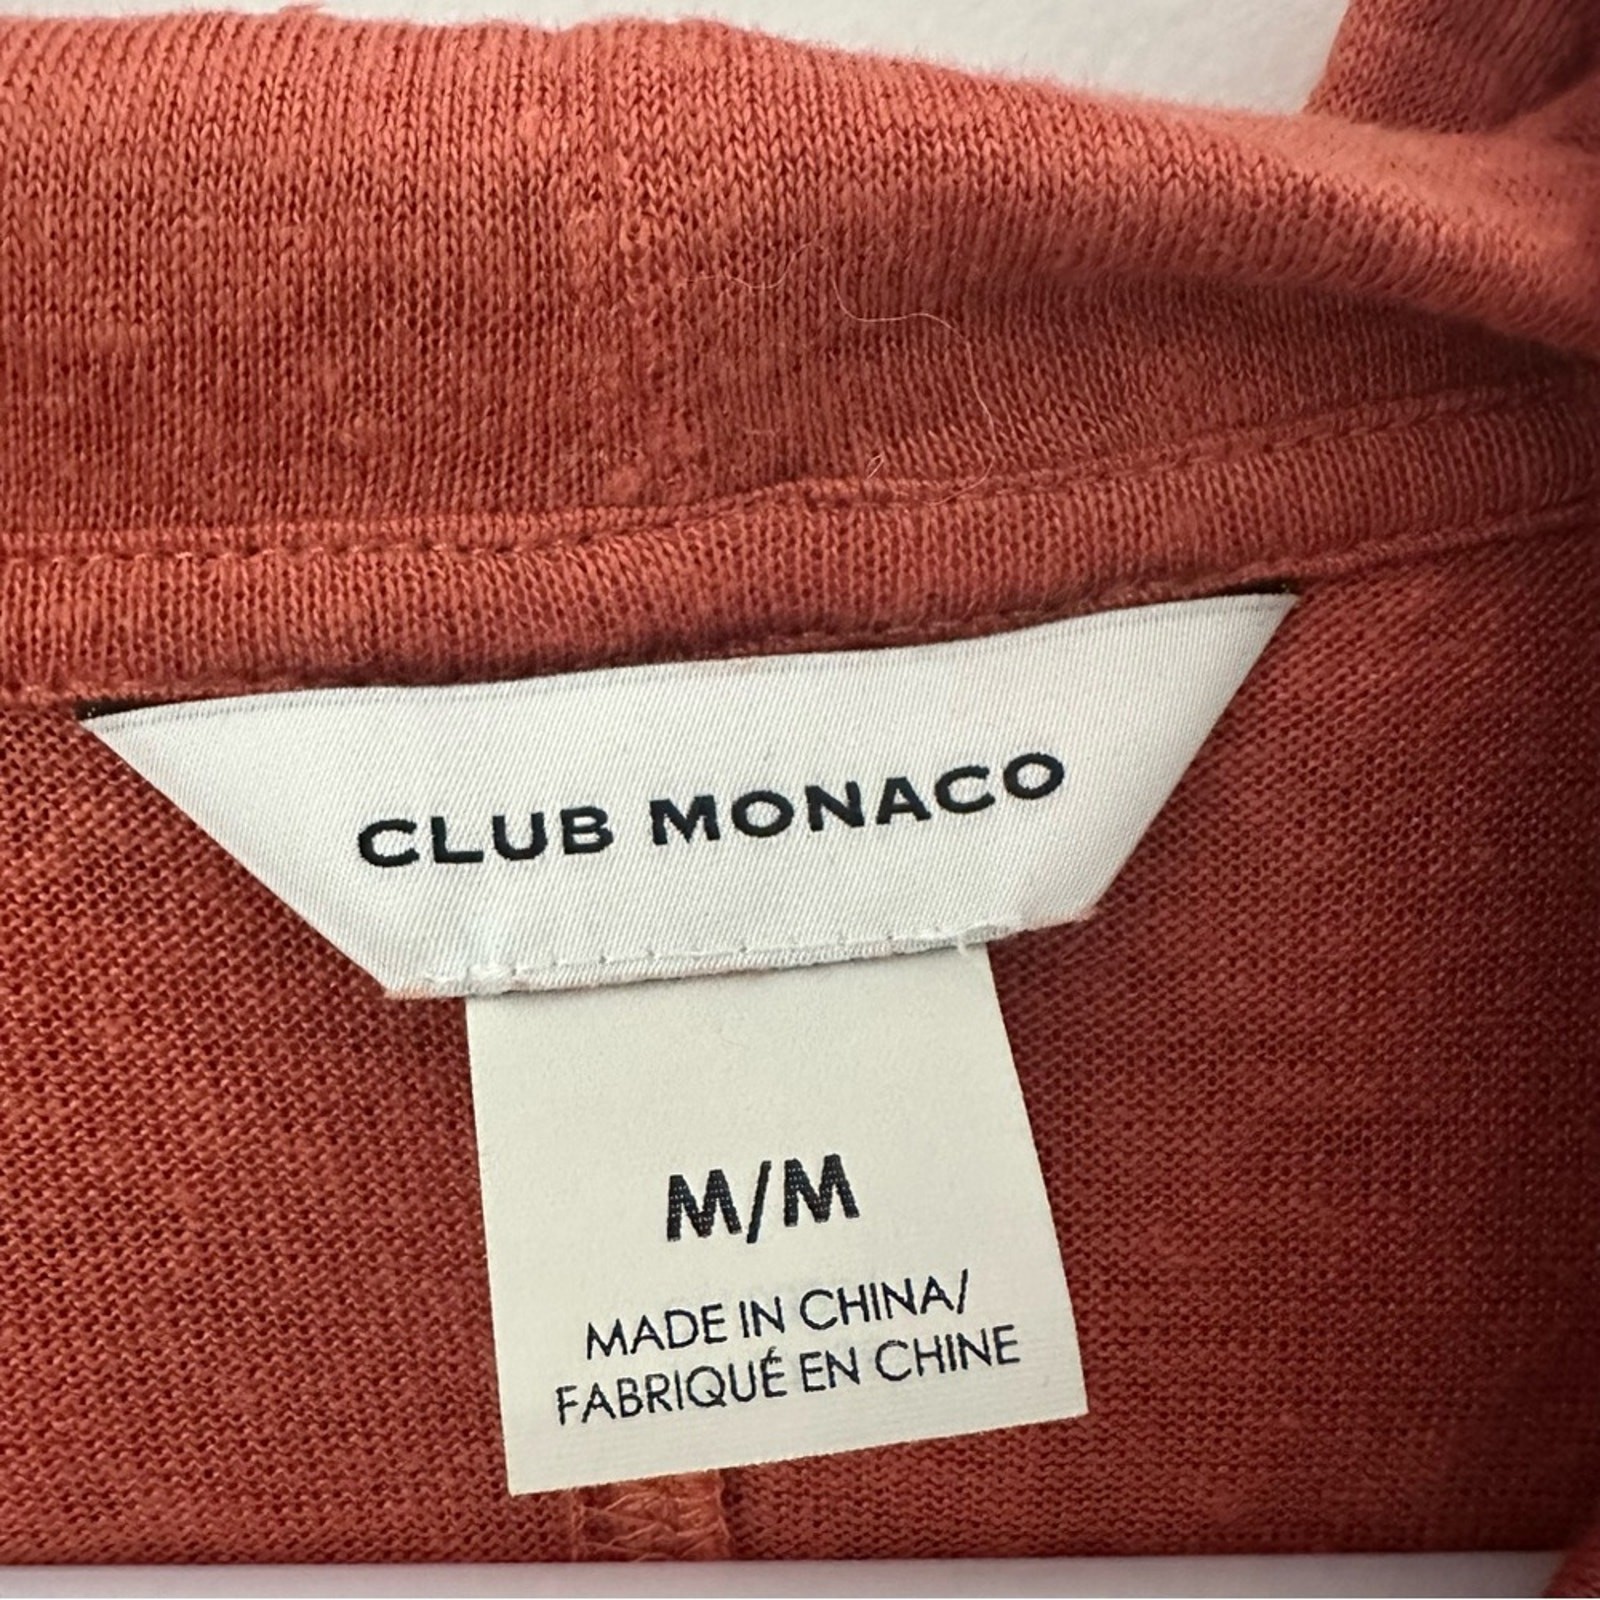 CLUB MONACO
M/M
MADE IN CHINA/
FABRIQUÉ EN CHINE